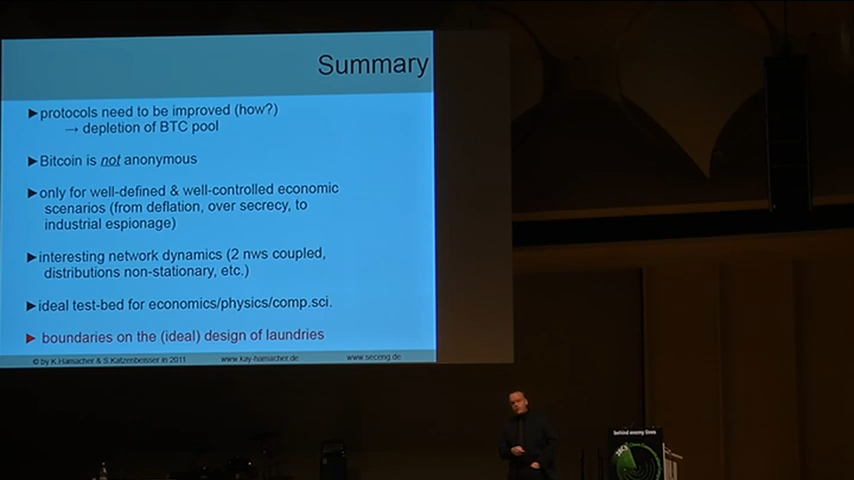 Summary
►protocols need to be improved (how?)
→ depletion of BTC pool
►Bitcoin is not anonymous
►only for well-defined & well-controlled economic
scenarios (from deflation, over secrecy, to
industrial espionage)
►interesting network dynamics (2 nws coupled,
distributions non-stationary, etc.)
►ideal test-bed for economics/physics/comp.sci.
► boundaries on the (ideal) design of laundries
© by K.Hamacher & S.Katzenbeisser in 2011 www.kay-hamacher.de www.seceng.de
behind enemy lines